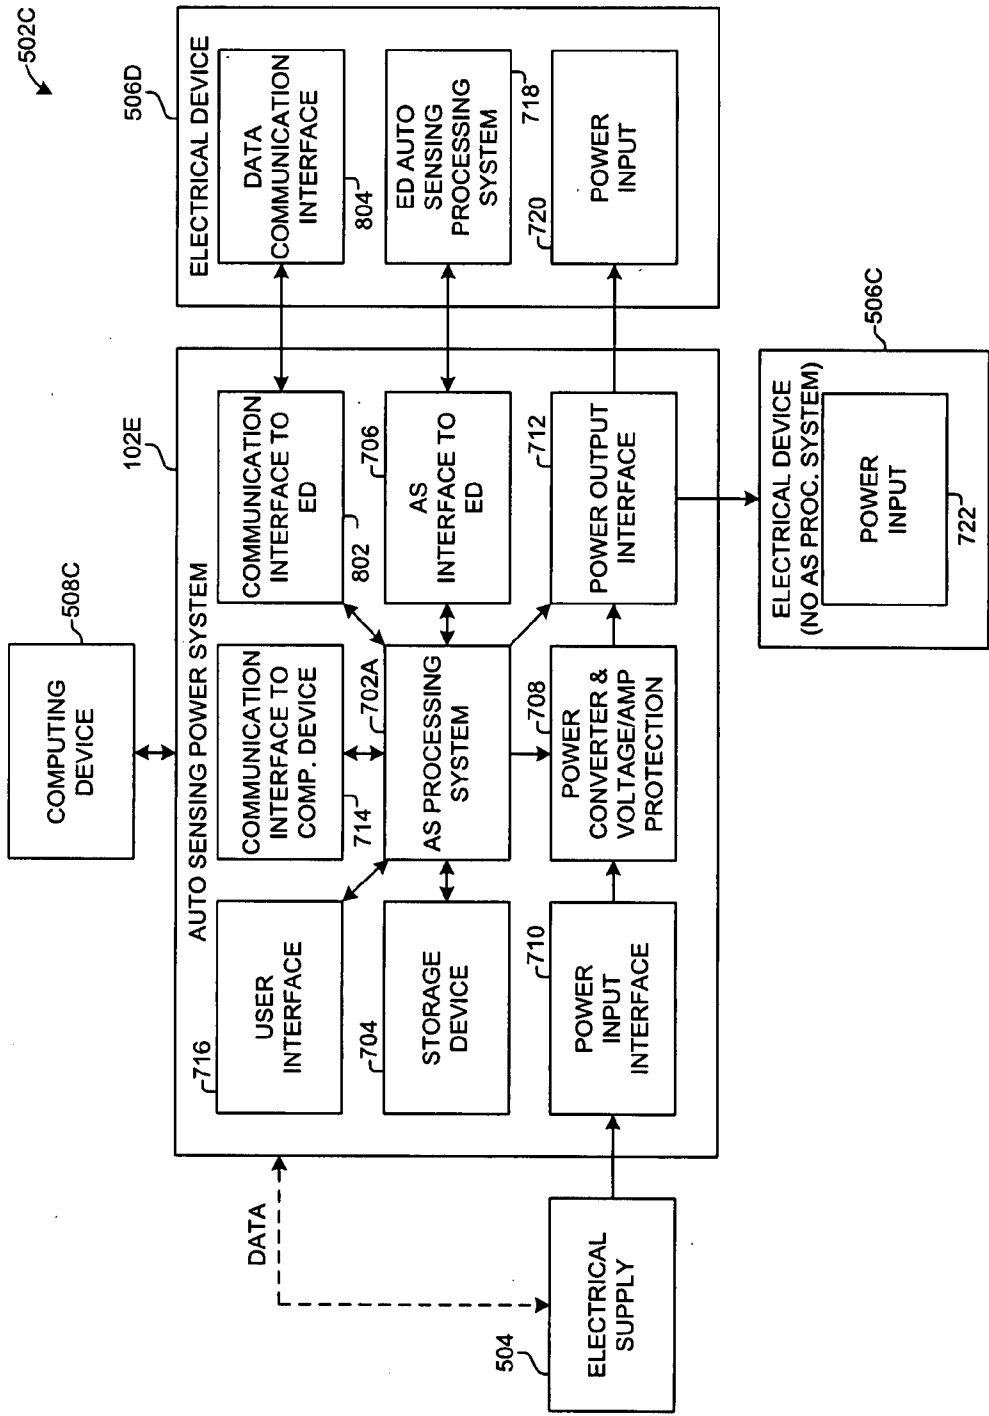 502C
COMPUTING
DEVICE
508C
AUTO SENSING POWER SYSTEM
102E
ELECTRICAL DEVICE
506D
716
USER
INTERFACE
COMMUNICATION
INTERFACE TO
COMP. DEVICE
714
COMMUNICATION
INTERFACE TO
ED
802
DATA
COMMUNICATION
INTERFACE
804
DATA
704
STORAGE
DEVICE
702A
AS PROCESSING
SYSTEM
706
AS
INTERFACE TO
ED
ED AUTO
SENSING
PROCESSING
SYSTEM
718
504
ELECTRICAL
SUPPLY
710
POWER
INPUT
INTERFACE
708
POWER
CONVERTER &
VOLTAGE/AMP
PROTECTION
712
POWER OUTPUT
INTERFACE
720
POWER
INPUT
506C
ELECTRICAL DEVICE
(NO AS PROC. SYSTEM)
POWER
INPUT
722